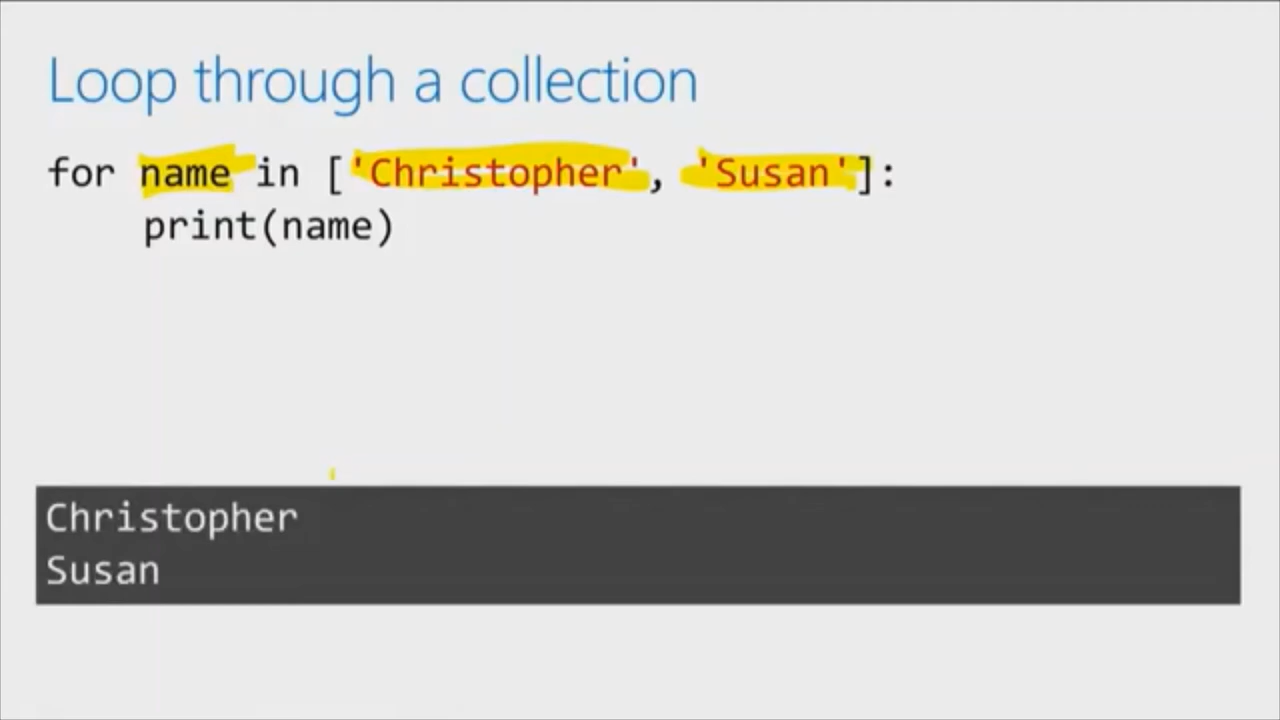 Loop through a collection
for name in ['Christopher', 'Susan']:
    print(name)
Christopher
Susan